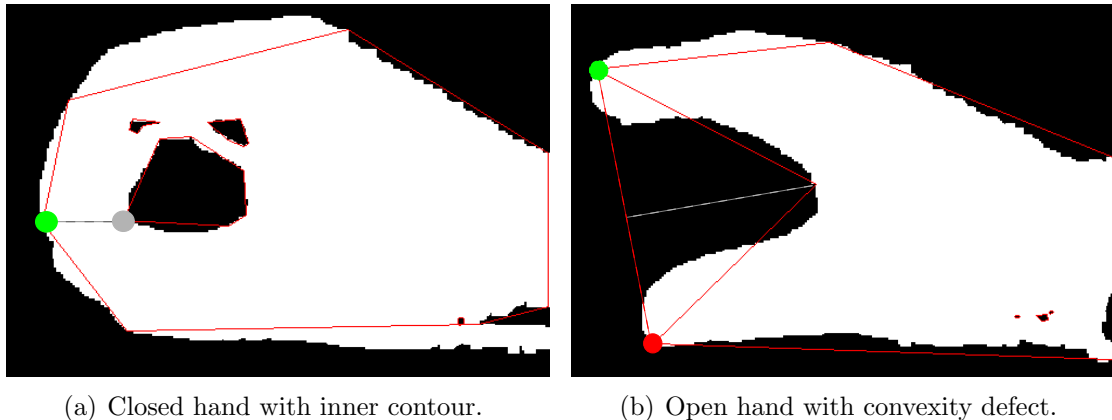 (a) Closed hand with inner contour.
(b) Open hand with convexity defect.